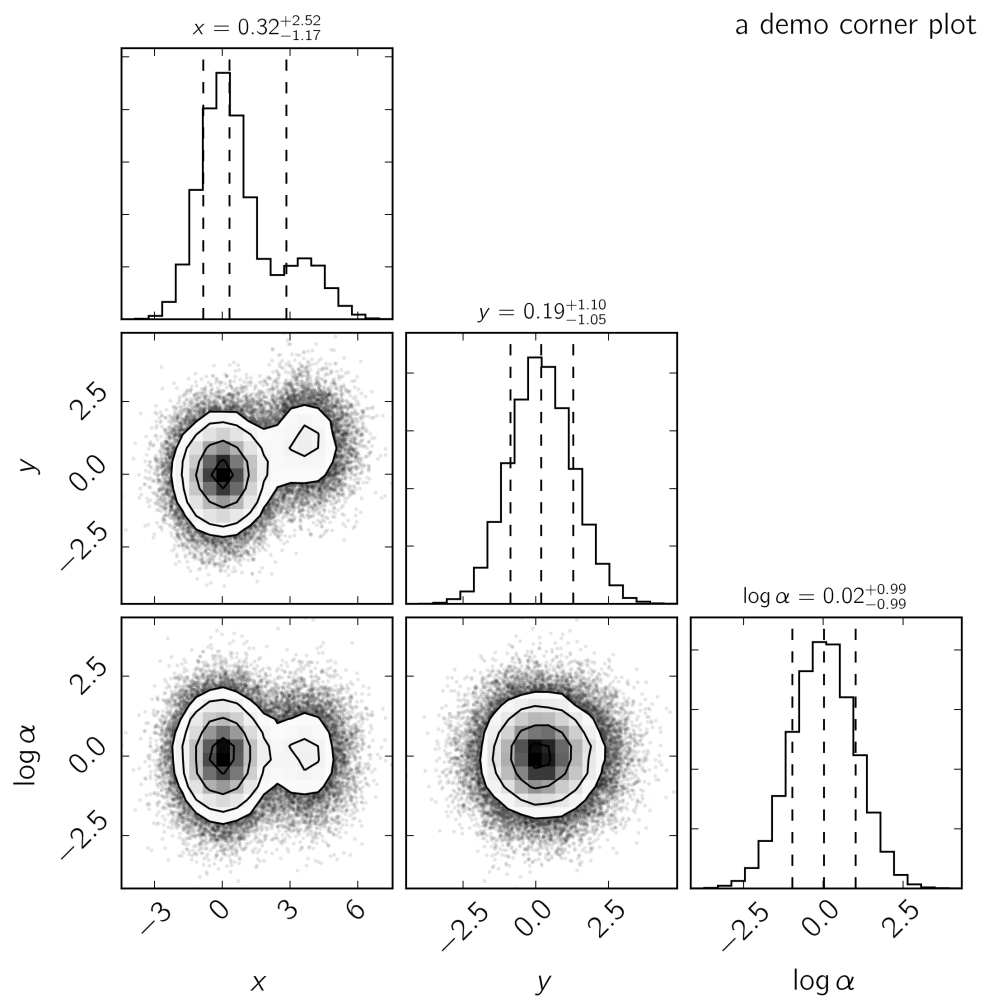 a demo corner plot
x = 0.32+2.52−1.17
y = 0.19+1.10−1.05
log α = 0.02+0.99−0.99
y
2.5
0.0
−2.5
log α
2.5
0.0
−2.5
−3 0 3 6
−2.5 0.0 2.5
−2.5 0.0 2.5
x
y
log α